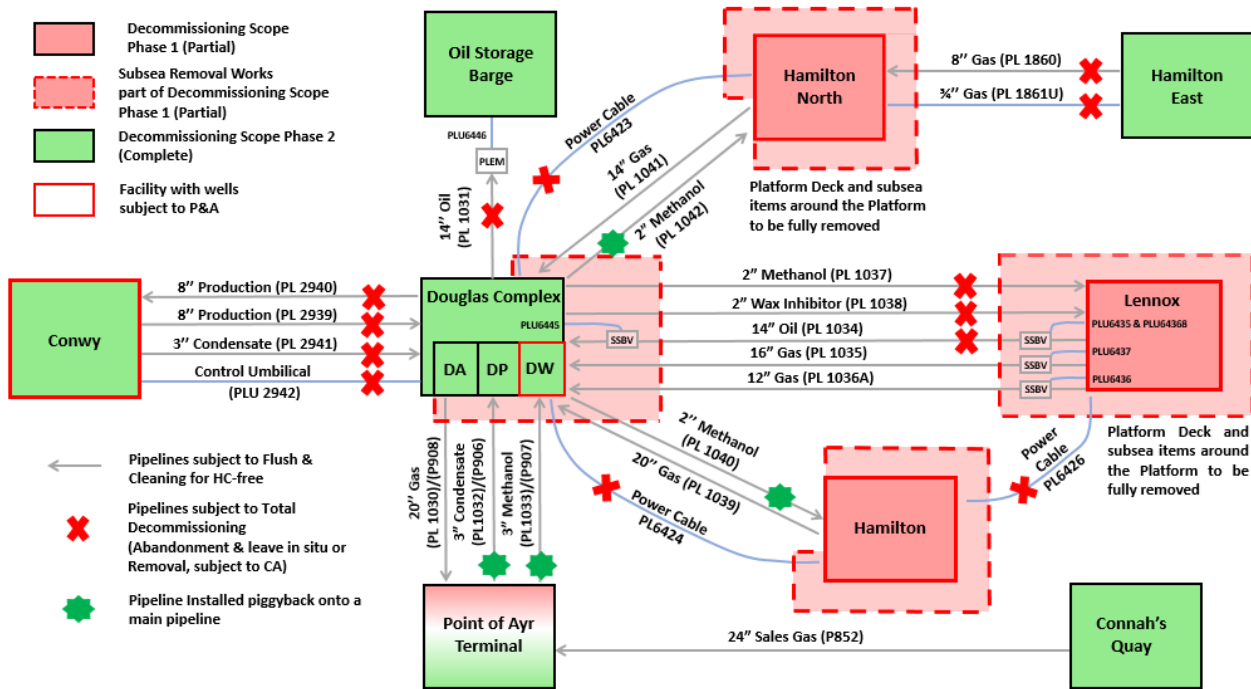 Decommissioning Scope
Phase 1 (Partial)
Subsea Removal Works
part of Decommissioning Scope
Phase 1 (Partial)
Decommissioning Scope Phase 2
(Complete)
Facility with wells
subject to P&A
Oil Storage
Barge
PLU6446
PLEM
14’’ Oil
(PL 1031)
Power Cable
PL6423
Hamilton
North
14’’ Gas
(PL 1041)
2’’ Methanol
(PL 1042)
Platform Deck and subsea
items around the Platform
to be fully removed
8’’ Gas (PL 1860)
¾’’ Gas (PL 1861U)
Hamilton
East
Conwy
8’’ Production (PL 2940)
8’’ Production (PL 2939)
3’’ Condensate (PL 2941)
Control Umbilical
(PLU 2942)
Douglas Complex
PLU6445
SSBV
DA
DP
DW
2’’ Methanol (PL 1037)
2’’ Wax Inhibitor (PL 1038)
14’’ Oil (PL 1034)
16’’ Gas (PL 1035)
12’’ Gas (PL 1036A)
Lennox
PLU6435 & PLU64368
SSBV
PLU6437
SSBV
PLU6436
SSBV
Platform Deck and
subsea items around
the Platform to be
fully removed
Power
Cable
PL6426
2’’ Methanol
(PL 1040)
20’’ Gas (PL 1039)
Power Cable
PL6424
Hamilton
Pipelines subject to Flush &
Cleaning for HC-free
Pipelines subject to Total
Decommissioning
(Abandonment & leave in situ or
Removal, subject to CA)
Pipeline Installed piggyback onto a
main pipeline
20’’ Gas
(PL 1030)/(P908)
3’’ Condensate
(PL1032)/(P906)
3’’ Methanol
(PL1033)/(P907)
Point of Ayr
Terminal
24’’ Sales Gas (P852)
Connah’s
Quay